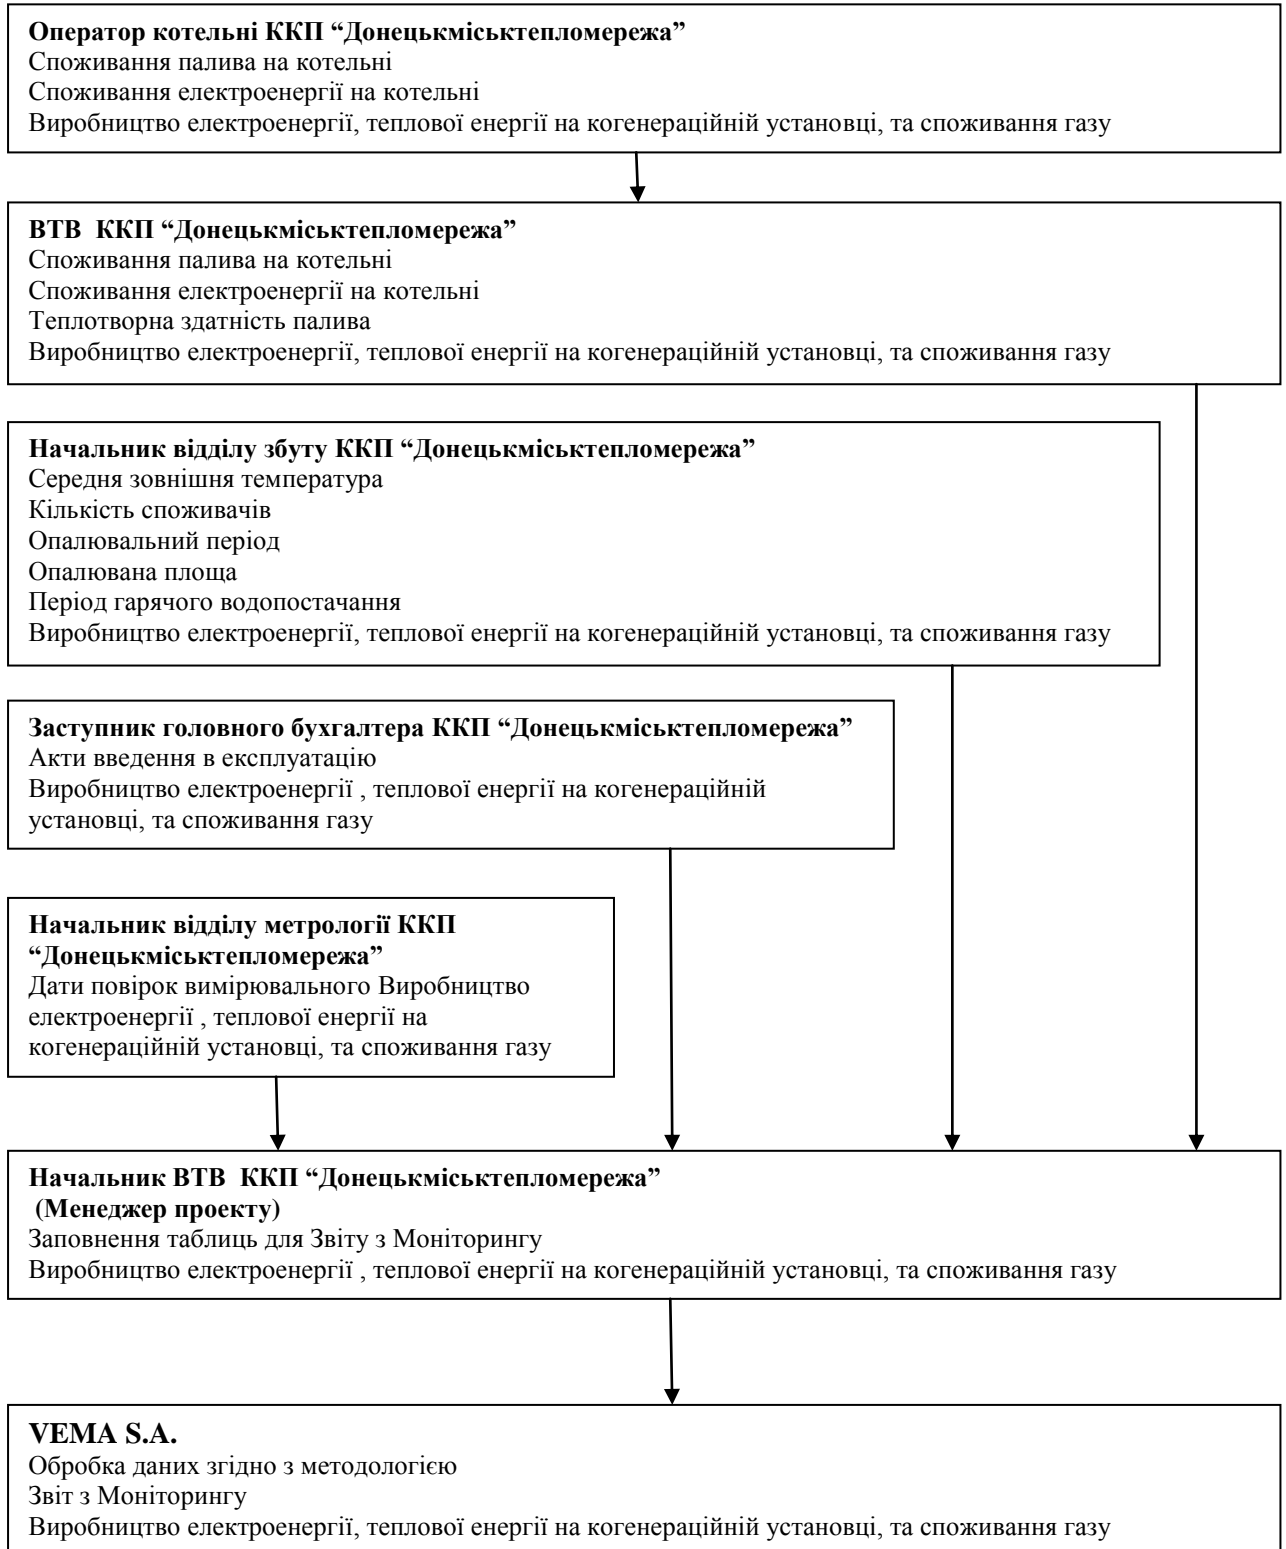 Оператор котельні ККП “Донецькміськтепломережа”
Споживання палива на котельні
Споживання електроенергії на котельні
Виробництво електроенергії, теплової енергії на когенераційній установці, та споживання газу
ВТВ  ККП “Донецькміськтепломережа”
Споживання палива на котельні
Споживання електроенергії на котельні
Теплотворна здатність палива
Виробництво електроенергії, теплової енергії на когенераційній установці, та споживання газу
Начальник відділу збуту ККП “Донецькміськтепломережа”
Середня зовнішня температура
Кількість споживачів
Опалювальний період
Опалювана площа
Період гарячого водопостачання
Виробництво електроенергії, теплової енергії на когенераційній установці, та споживання газу
Заступник головного бухгалтера ККП “Донецькміськтепломережа”
Акти введення в експлуатацію
Виробництво електроенергії , теплової енергії на когенераційній
установці, та споживання газу
Начальник відділу метрології ККП
“Донецькміськтепломережа”
Дати повірок вимірювального Виробництво
електроенергії , теплової енергії на
когенераційній установці, та споживання газу
Начальник ВТВ  ККП “Донецькміськтепломережа”
(Менеджер проекту)
Заповнення таблиць для Звіту з Моніторингу
Виробництво електроенергії , теплової енергії на когенераційній установці, та споживання газу
VEMA S.A.
Обробка даних згідно з методологією
Звіт з Моніторингу
Виробництво електроенергії, теплової енергії на когенераційній установці, та споживання газу